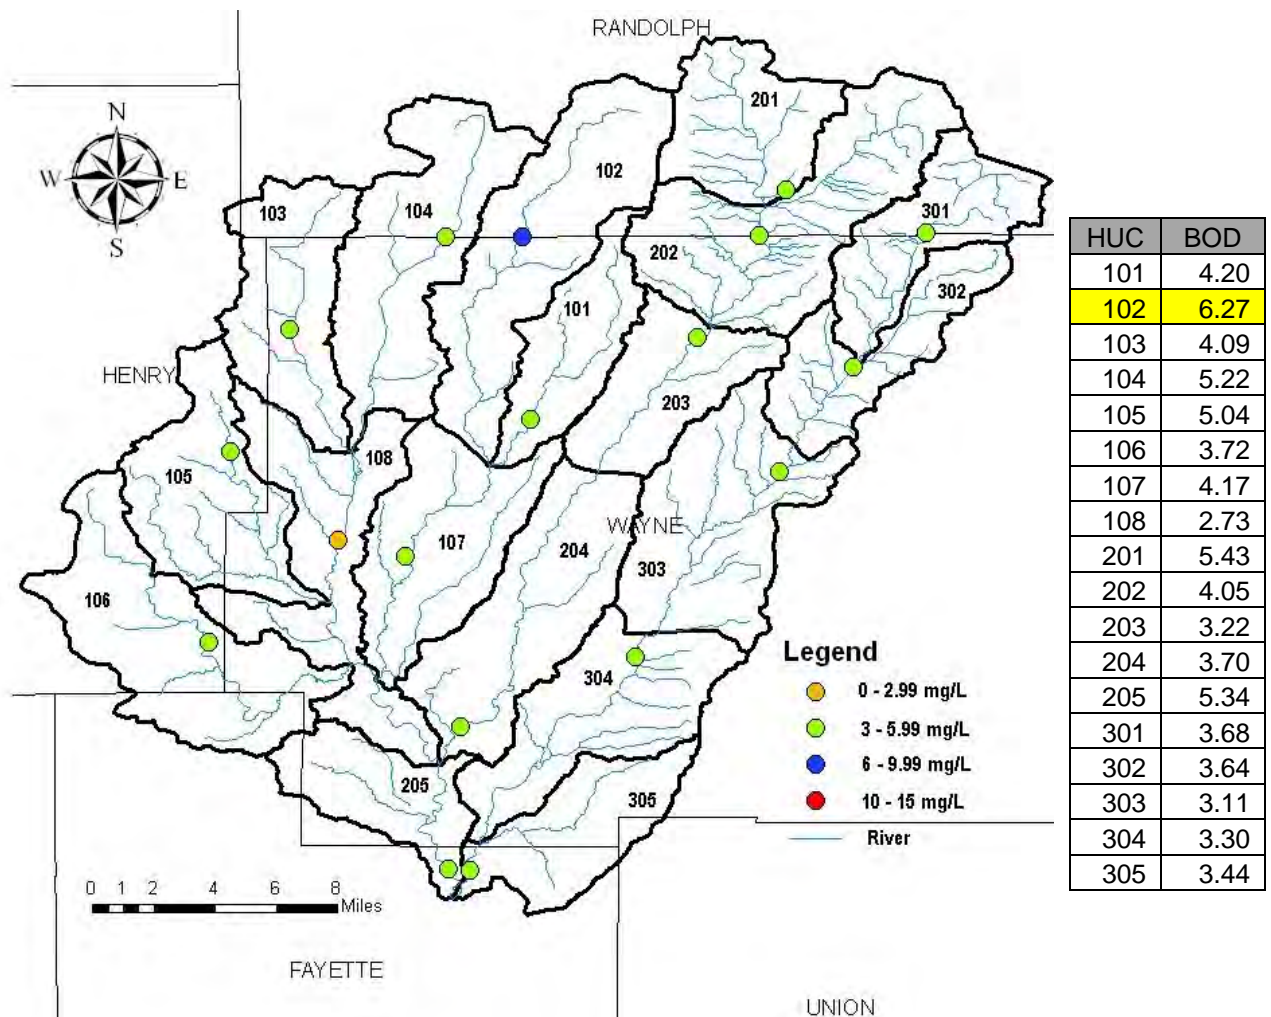 RANDOLPH
N
W E
S
201
102
103
104
301
202
302
101
HENRY
203
108
105
107
204
WAYNE
303
106
304
205
305
Legend
0 - 2.99 mg/L
3 - 5.99 mg/L
6 - 9.99 mg/L
10 - 15 mg/L
River
0 1 2 4 6 8
Miles
FAYETTE
UNION
HUC BOD
101 4.20
102 6.27
103 4.09
104 5.22
105 5.04
106 3.72
107 4.17
108 2.73
201 5.43
202 4.05
203 3.22
204 3.70
205 5.34
301 3.68
302 3.64
303 3.11
304 3.30
305 3.44